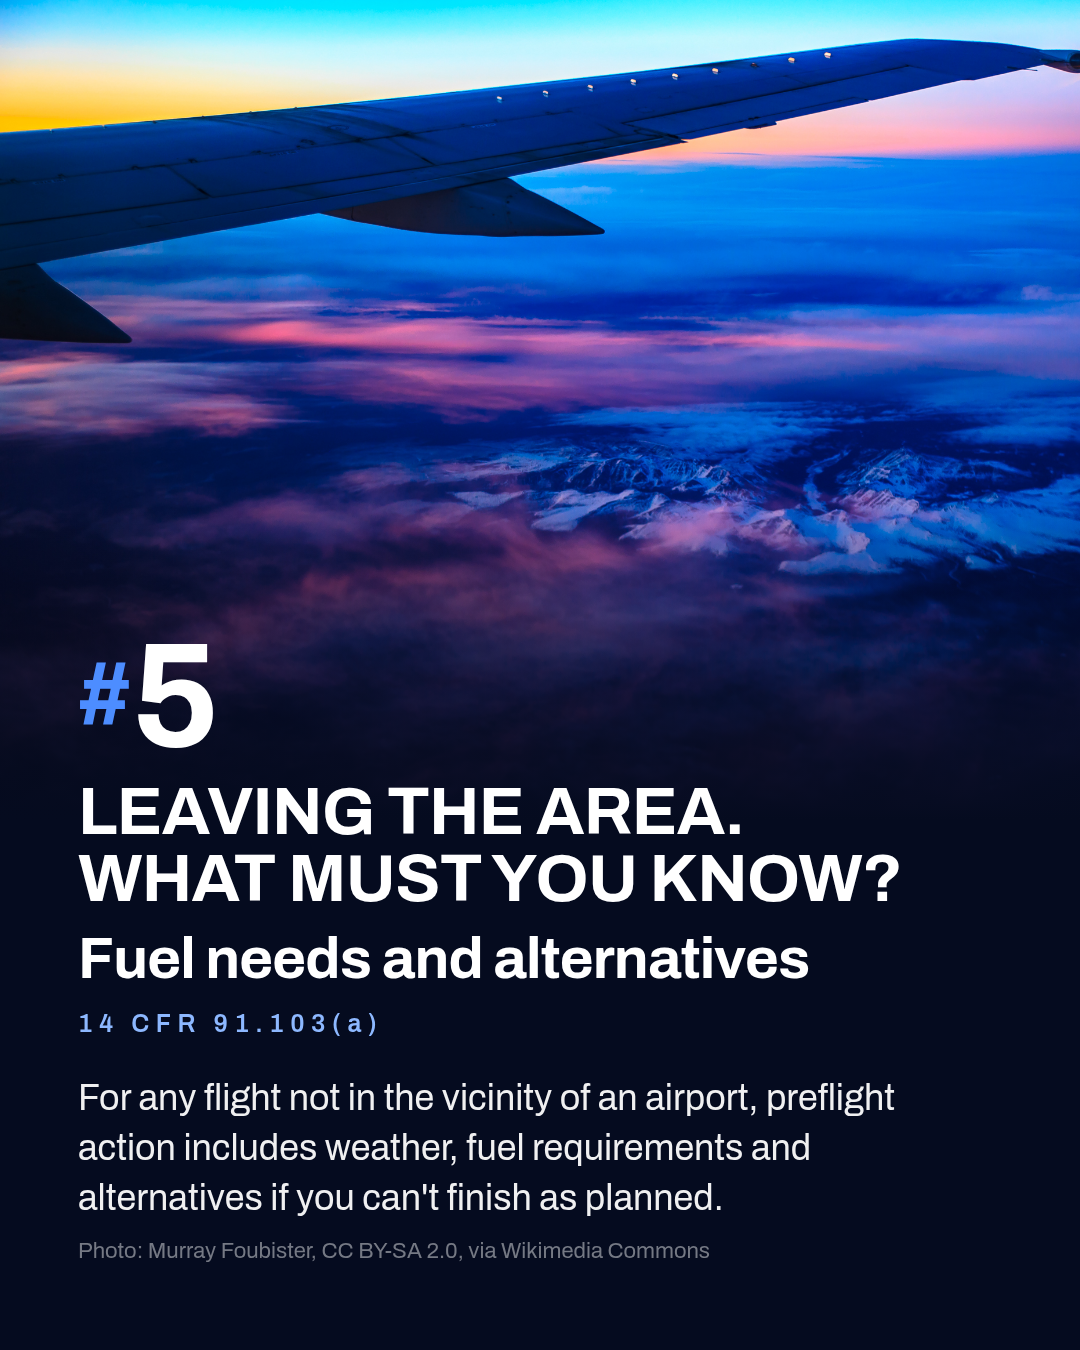 #5
LEAVING THE AREA.
WHAT MUST YOU KNOW?
Fuel needs and alternatives
14 CFR 91.103(a)
For any flight not in the vicinity of an airport, preflight
action includes weather, fuel requirements and
alternatives if you can't finish as planned.
Photo: Murray Foubister, CC BY-SA 2.0, via Wikimedia Commons